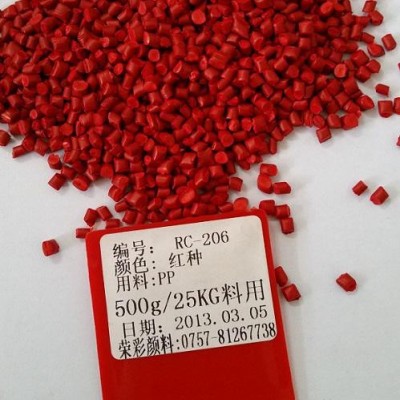 编号: RC-206
颜色: 红种
用料:PP
500g/25KG料用
日期: 2013.03.05
荣彩颜料:0757-81267738